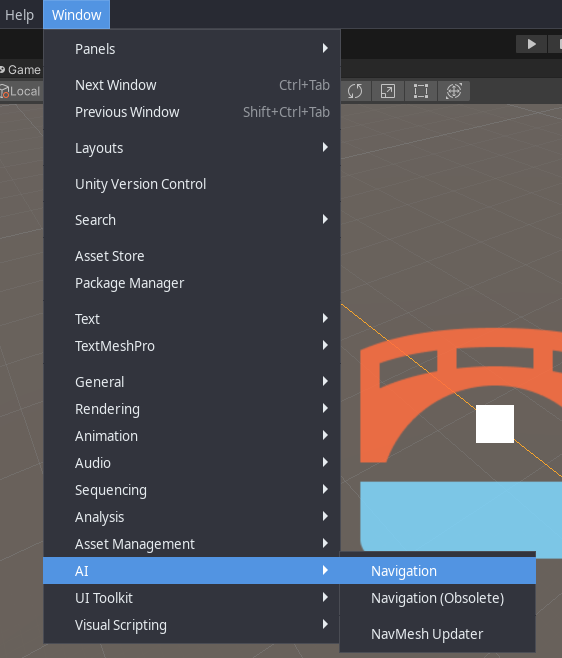 Help Window
Panels
Game
Next Window Ctrl+Tab
Local
Previous Window Shift+Ctrl+Tab
Layouts
Unity Version Control
Search
Asset Store
Package Manager
Text
TextMeshPro
General
Rendering
Animation
Audio
Sequencing
Analysis
Asset Management
AI
Navigation
UI Toolkit
Navigation (Obsolete)
Visual Scripting
NavMesh Updater